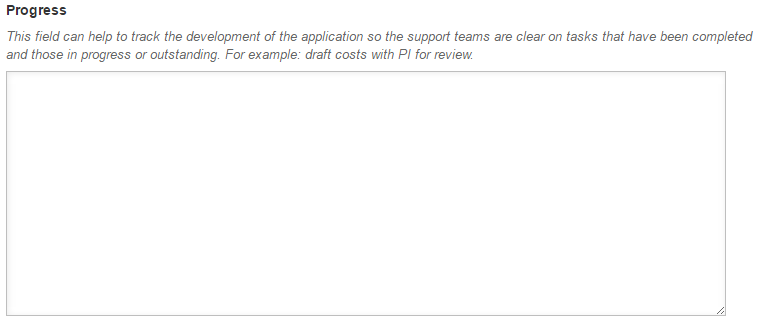 Progress
This field can help to track the development of the application so the support teams are clear on tasks that have been completed
and those in progress or outstanding. For example: draft costs with PI for review.